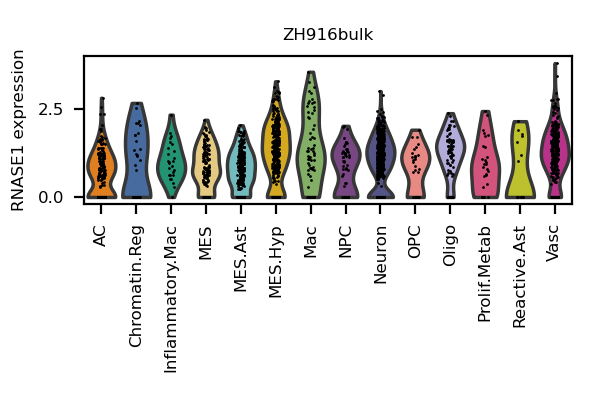 ZH916bulk
RNASE1 expression
2.5
0.0
AC
Chromatin.Reg
Inflammatory.Mac
MES
MES.Ast
MES.Hyp
Mac
NPC
Neuron
OPC
Oligo
Prolif.Metab
Reactive.Ast
Vasc